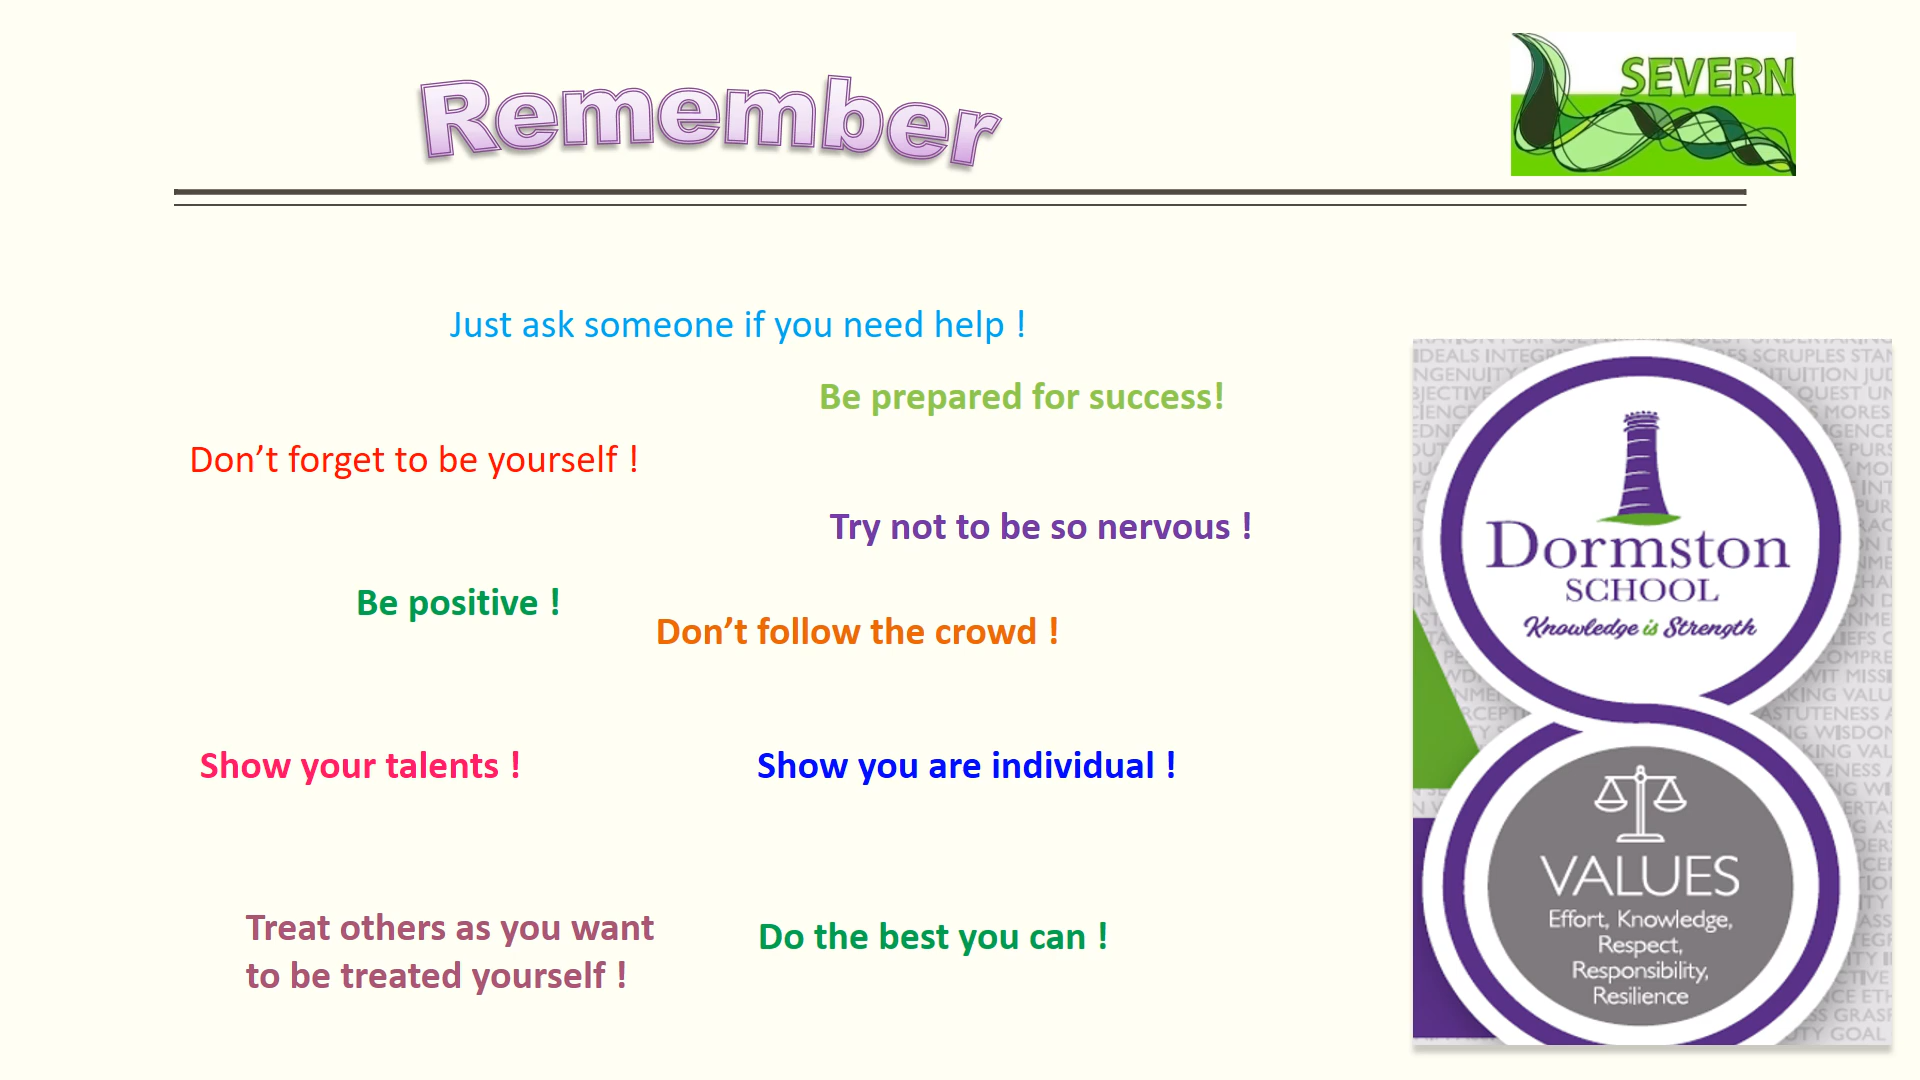 Remember
SEVERN
Just ask someone if you need help !
Be prepared for success!
Don’t forget to be yourself !
Try not to be so nervous !
Be positive !
Don’t follow the crowd !
Show your talents !
Show you are individual !
Treat others as you want
to be treated yourself !
Do the best you can !
Dormston
SCHOOL
Knowledge is Strength
VALUES
Effort, Knowledge,
Respect,
Responsibility,
Resilience